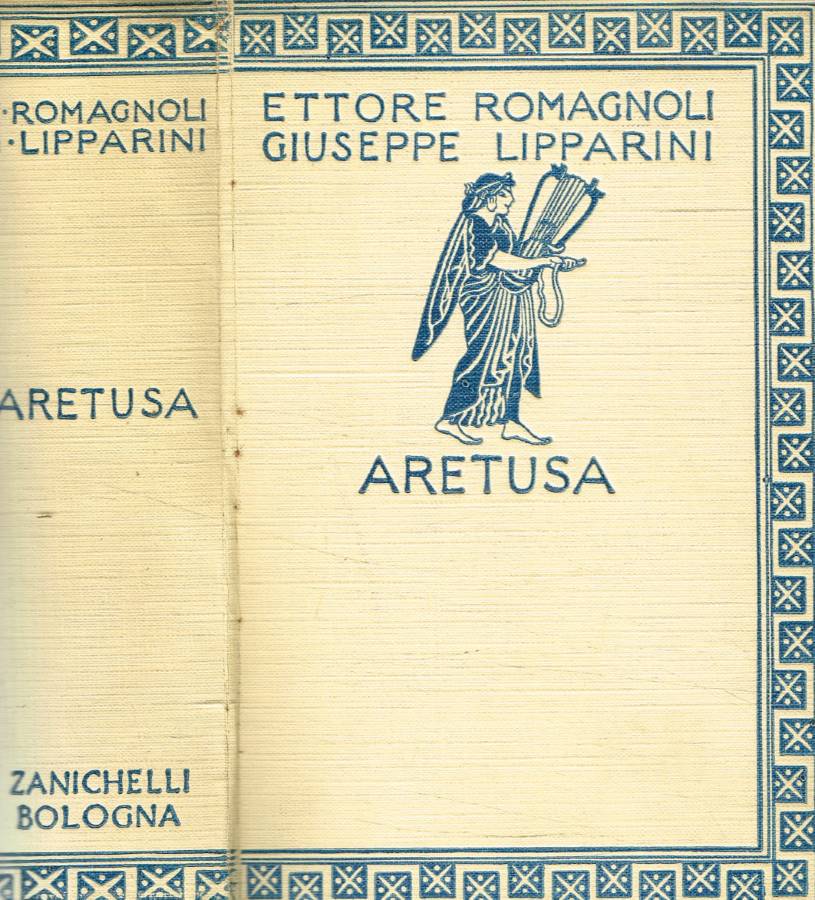 ·ROMAGNOLI
·LIPPARINI
ARETUSA
ZANICHELLI
BOLOGNA
ETTORE ROMAGNOLI
GIUSEPPE LIPPARINI
ARETUSA